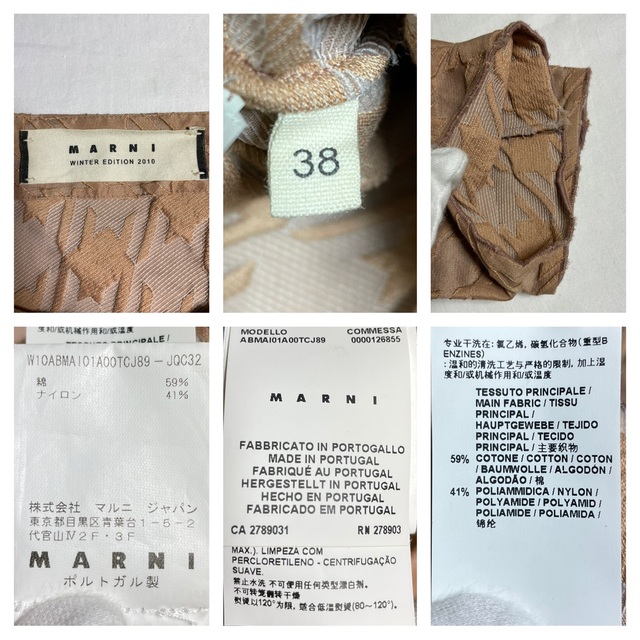 MARNI
WINTER EDITION 2010
38
度和/或机械作用和/或温度
TESSUTO PRINCIPALE /
W10ABMAI01A00TCJ89-JQC32
綿 59%
ナイロン 41%
株式会社 マルニ ジャパン
東京都目黒区青葉台1-5-2
代官山Ⅳ2F・3F
MARNI
ポルトガル製
MODELLO COMMESSA
ABMAI01A00TCJ89 0000126855
MARNI
FABBRICATO IN PORTOGALLO
MADE IN PORTUGAL
FABRIQUÉ AU PORTUGAL
HERGESTELLT IN PORTUGAL
HECHO EN PORTUGAL
FABRICADO EM PORTUGAL
CA 2789031 RN 278903
MAX.). LIMPEZA COM
PERCLORETILENO - CENTRIFUGAÇÃO
SUAVE.
禁止水洗 不可使用任何类型漂白剂.
不可转笼翻转干燥
熨斗以120°为限, 益合低温熨烫(80~120°).
专业干洗在: 氯乙烯, 碳氢化合物(重型B
ENZINES)
: 温和的清洗工艺与严格的限制, 加上湿
度和/或机械作用和/或温度
TESSUTO PRINCIPALE /
MAIN FABRIC / TISSU
PRINCIPAL /
HAUPTGEWEBE / TEJIDO
PRINCIPAL / TECIDO
PRINCIPAL / 主要织物
59% COTONE / COTTON / COTON
/ BAUMWOLLE / ALGODÓN /
ALGODÃO / 棉
41% POLIAMMIDICA / NYLON /
POLYAMIDE / POLYAMID /
POLIAMIDE / POLIAMIDA /
锦纶